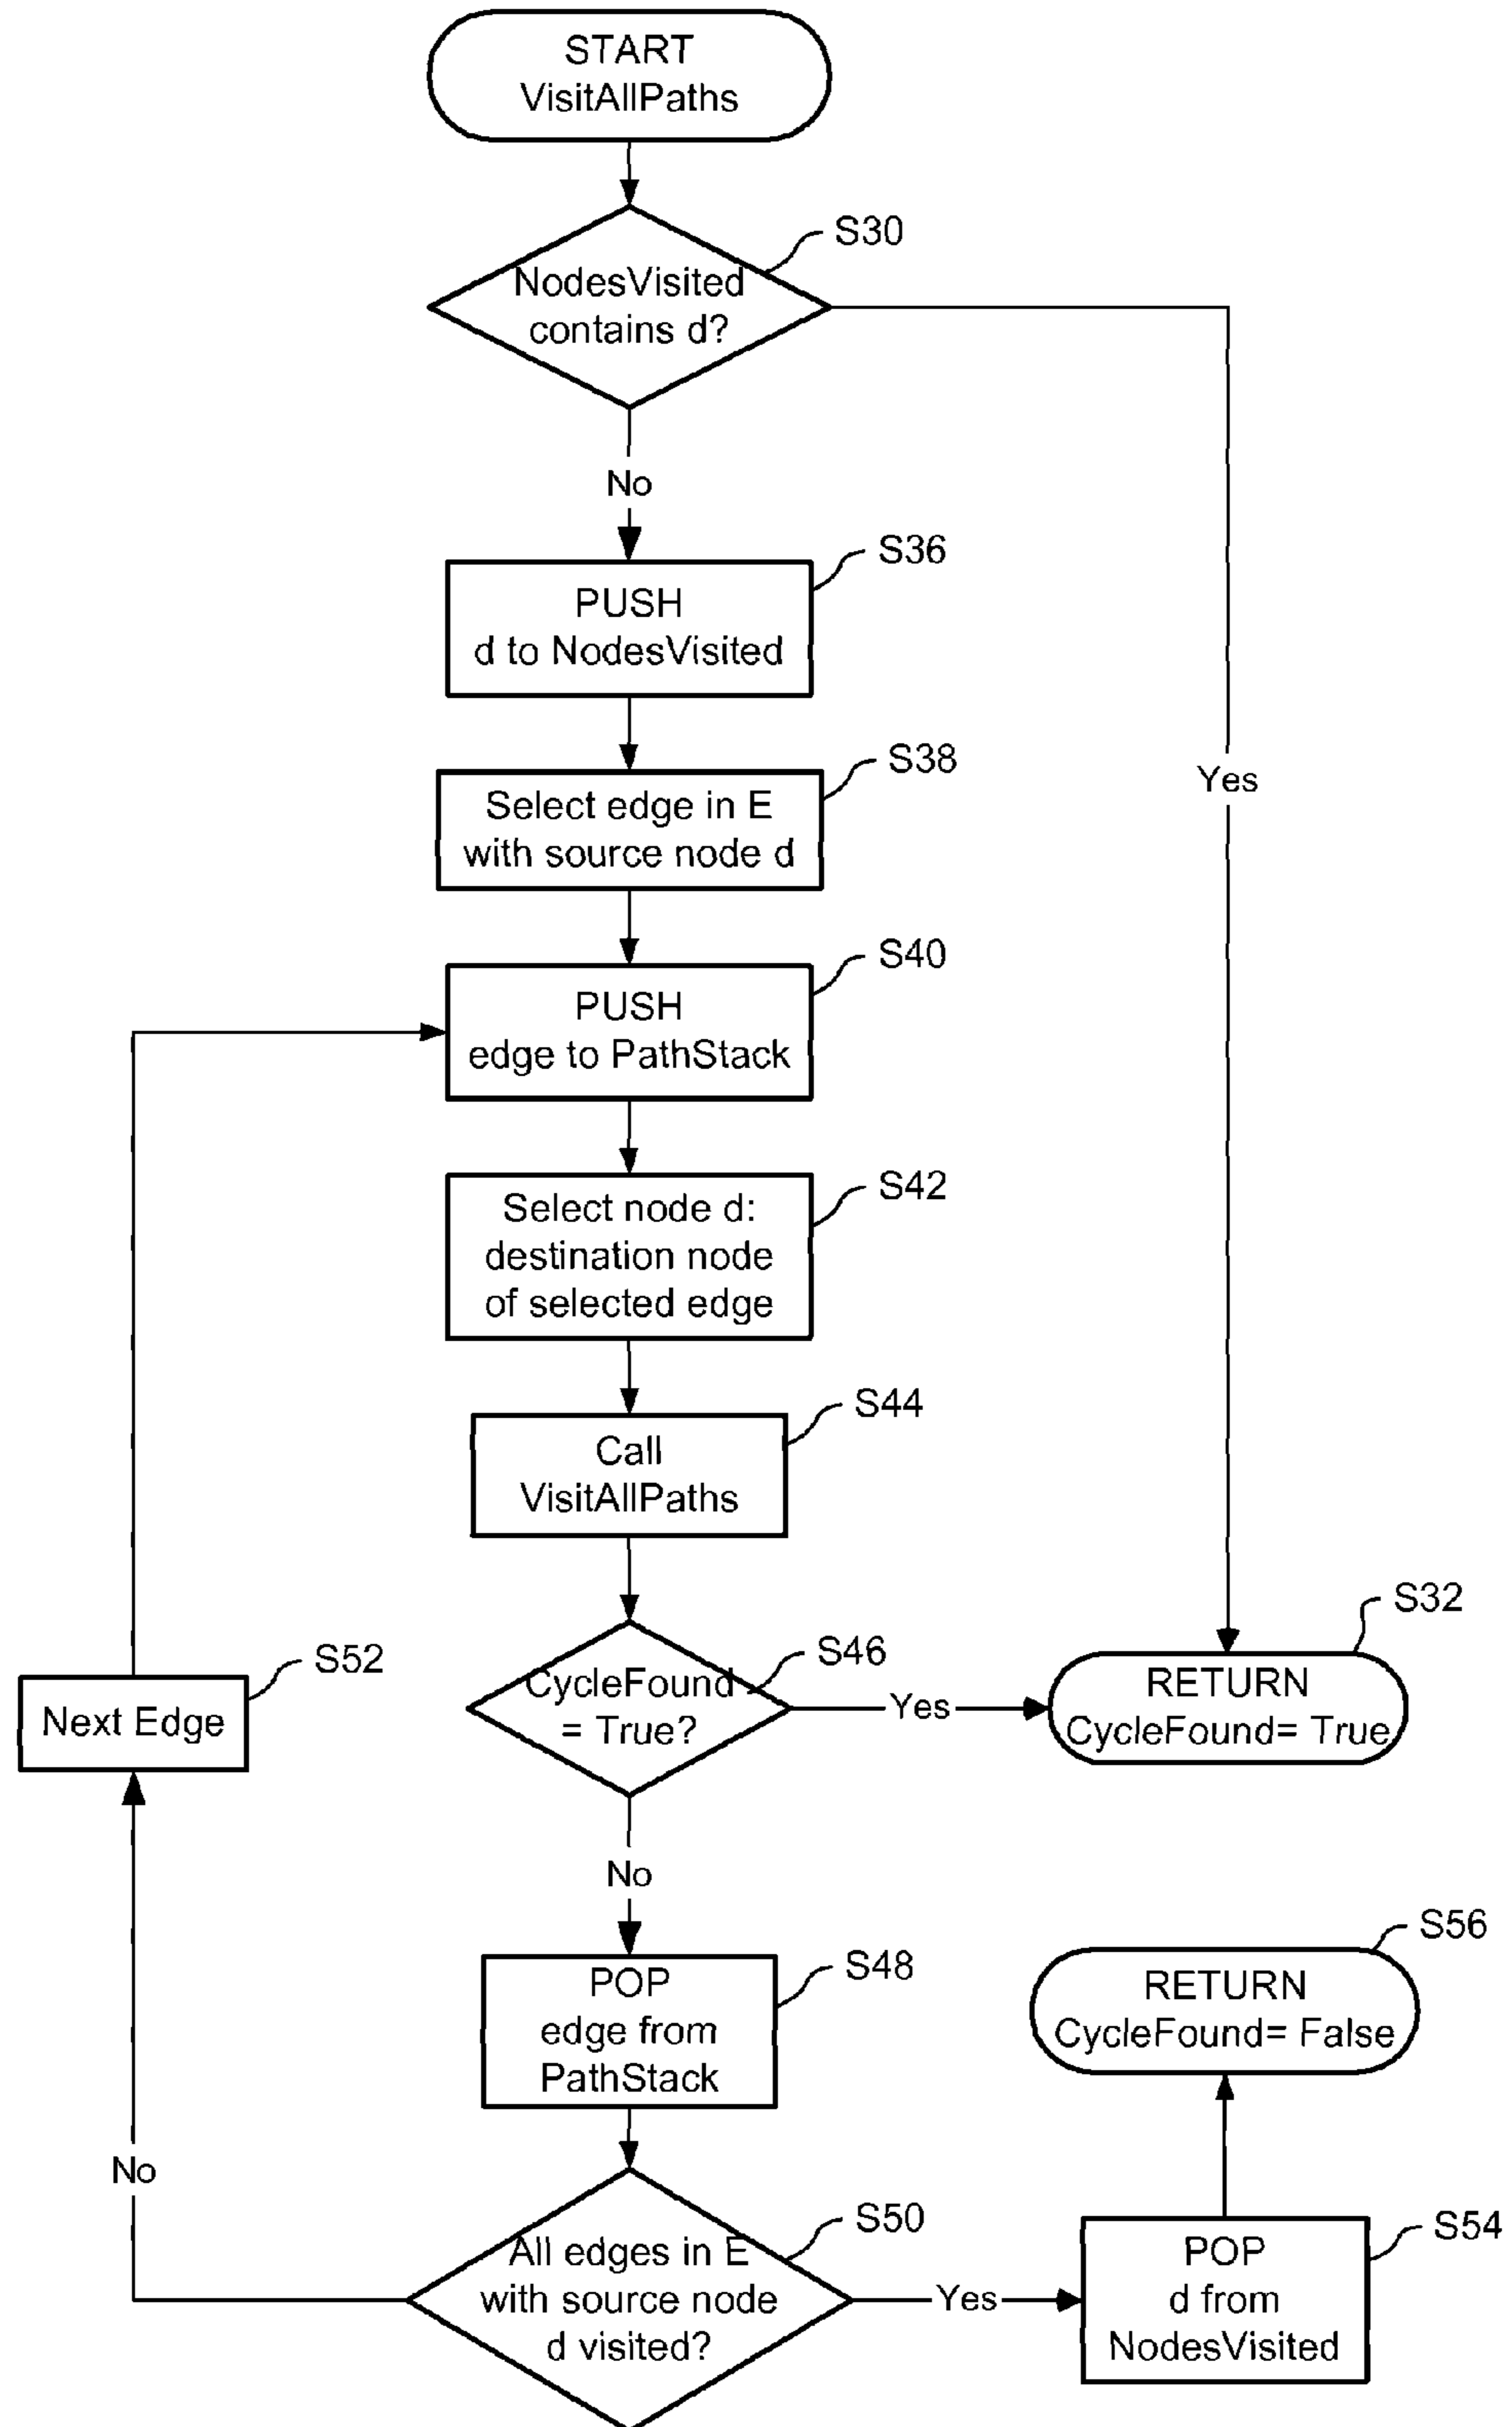 START
VisitAllPaths
S30
NodesVisited
contains d?
No
S36
PUSH
d to NodesVisited
S38
Select edge in E
with source node d
Yes
S40
PUSH
edge to PathStack
S42
Select node d:
destination node
of selected edge
S44
Call
VisitAllPaths
S32
S46
CycleFound
= True?
Yes
RETURN
CycleFound= True
S52
Next Edge
No
S56
RETURN
CycleFound= False
S48
POP
edge from
PathStack
No
S50
All edges in E
with source node
d visited?
Yes
S54
POP
d from
NodesVisited